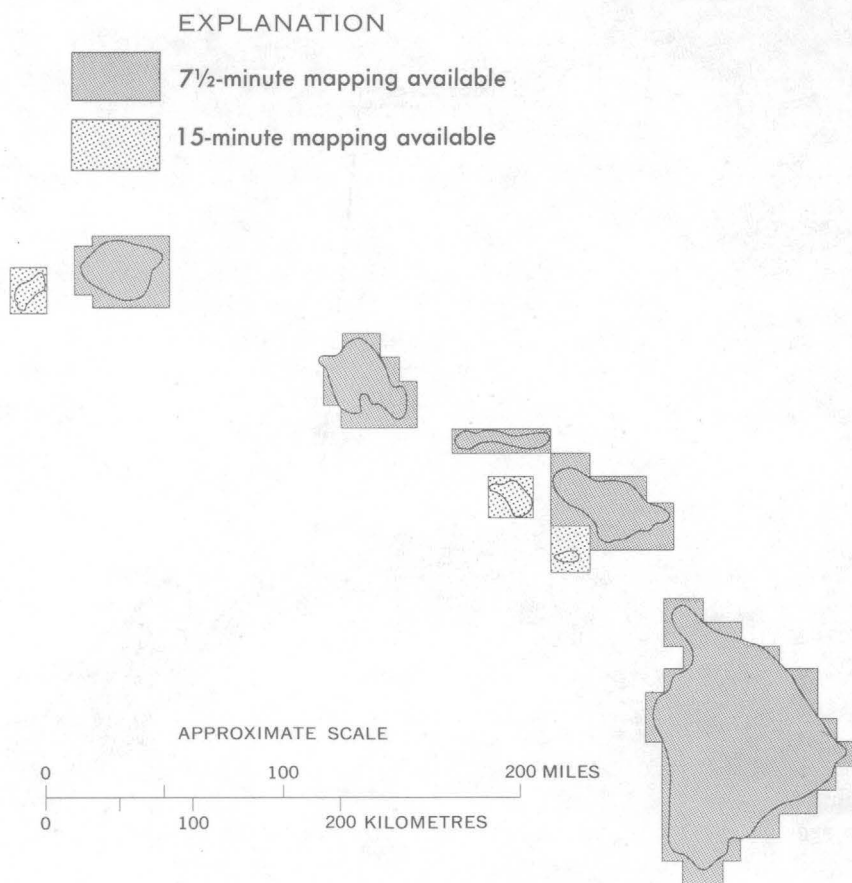 EXPLANATION
7½-minute mapping available
15-minute mapping available
APPROXIMATE SCALE
0 100 200 MILES
0 100 200 KILOMETRES